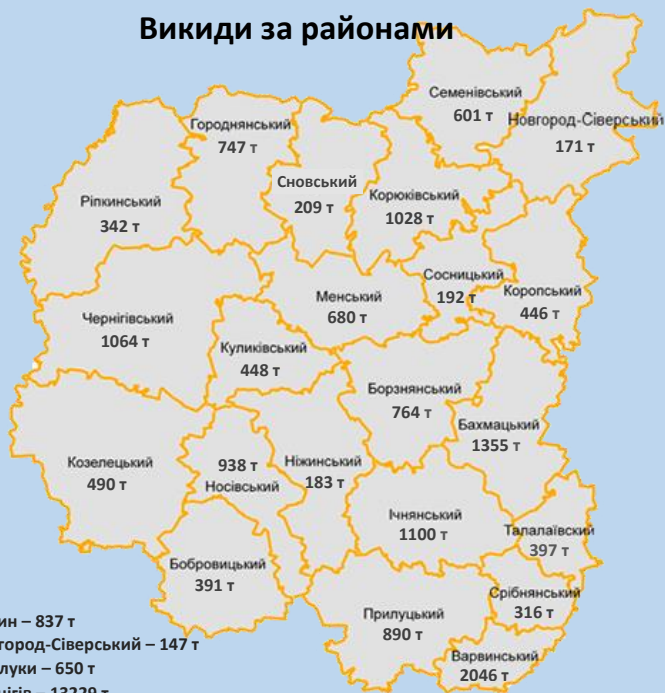 Викиди за районами
Семенівський
601 т
Новгород-Сіверський
171 т
Городнянський
747 т
Сновський
209 т
Корюківський
1028 т
Ріпкинський
342 т
Сосницький
192 т
Коропський
446 т
Менський
680 т
Чернігівський
1064 т
Куликівський
448 т
Борзнянський
764 т
Бахмацький
1355 т
Козелецький
490 т
938 т
Носівський
Ніжинський
183 т
Ічнянський
1100 т
Талалаївский
397 т
Бобровицький
391 т
Срібнянський
316 т
Прилуцький
890 т
Варвинський
2046 т
ин – 837 т
город-Сіверський – 147 т
луки – 650 т